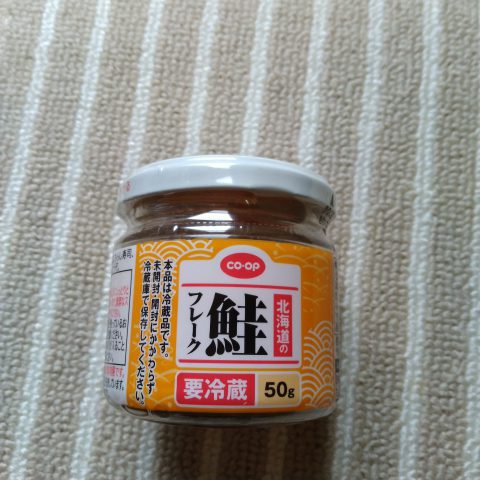 co·op
北海道の
鮭
フレーク
要冷蔵
50g
本品は冷蔵品です。
未開封・開封にかかわらず
冷蔵庫で保存してください。